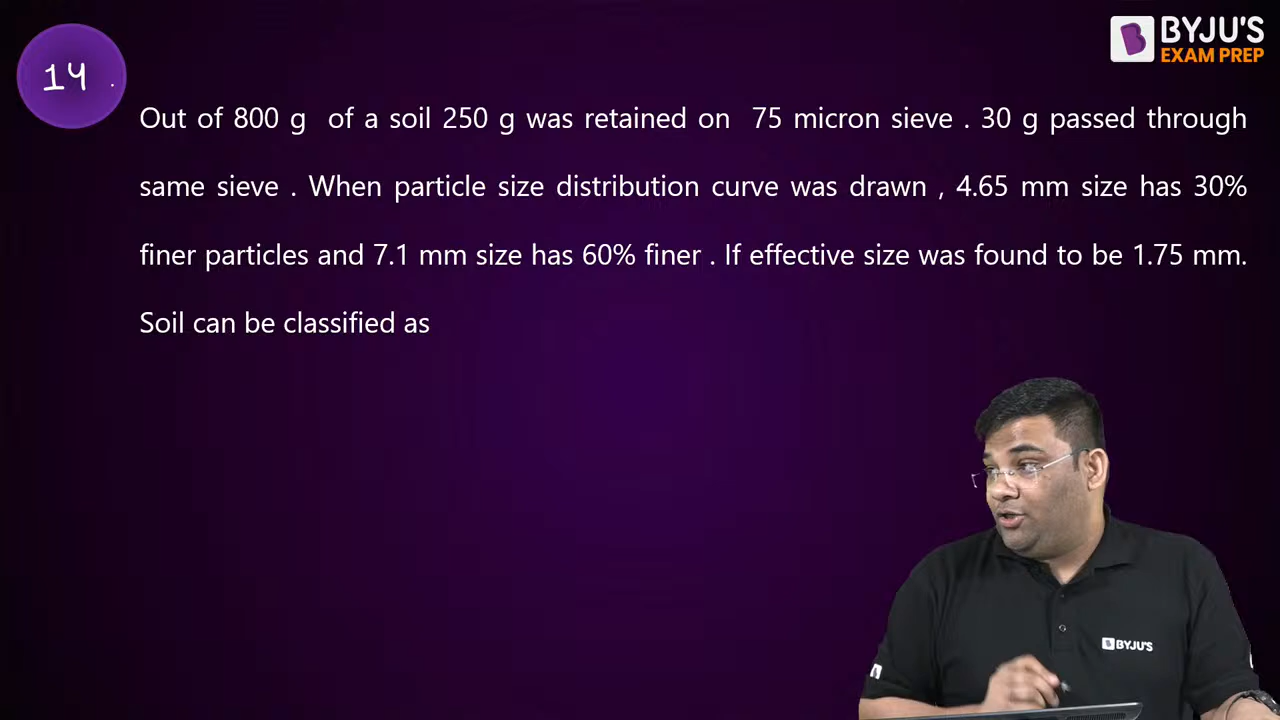 14.
BYJU'S
EXAM PREP
Out of 800 g of a soil 250 g was retained on 75 micron sieve . 30 g passed through
same sieve . When particle size distribution curve was drawn , 4.65 mm size has 30%
finer particles and 7.1 mm size has 60% finer . If effective size was found to be 1.75 mm.
Soil can be classified as
BYJU'S